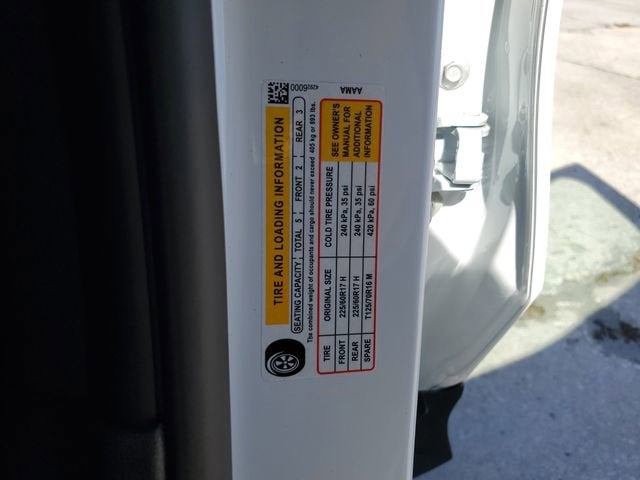 TIRE AND LOADING INFORMATION
SEATING CAPACITY TOTAL 5 FRONT 2 REAR 3
The combined weight of occupants and cargo should never exceed 405 kg or 893 lbs.
TIRE ORIGINAL SIZE COLD TIRE PRESSURE SEE OWNER'S MANUAL FOR ADDITIONAL INFORMATION
FRONT 225/60R17 H 240 kPa, 35 psi
REAR 225/60R17 H 240 kPa, 35 psi
SPARE T125/70R16 M 420 kPa, 60 psi
42926000
AAMA